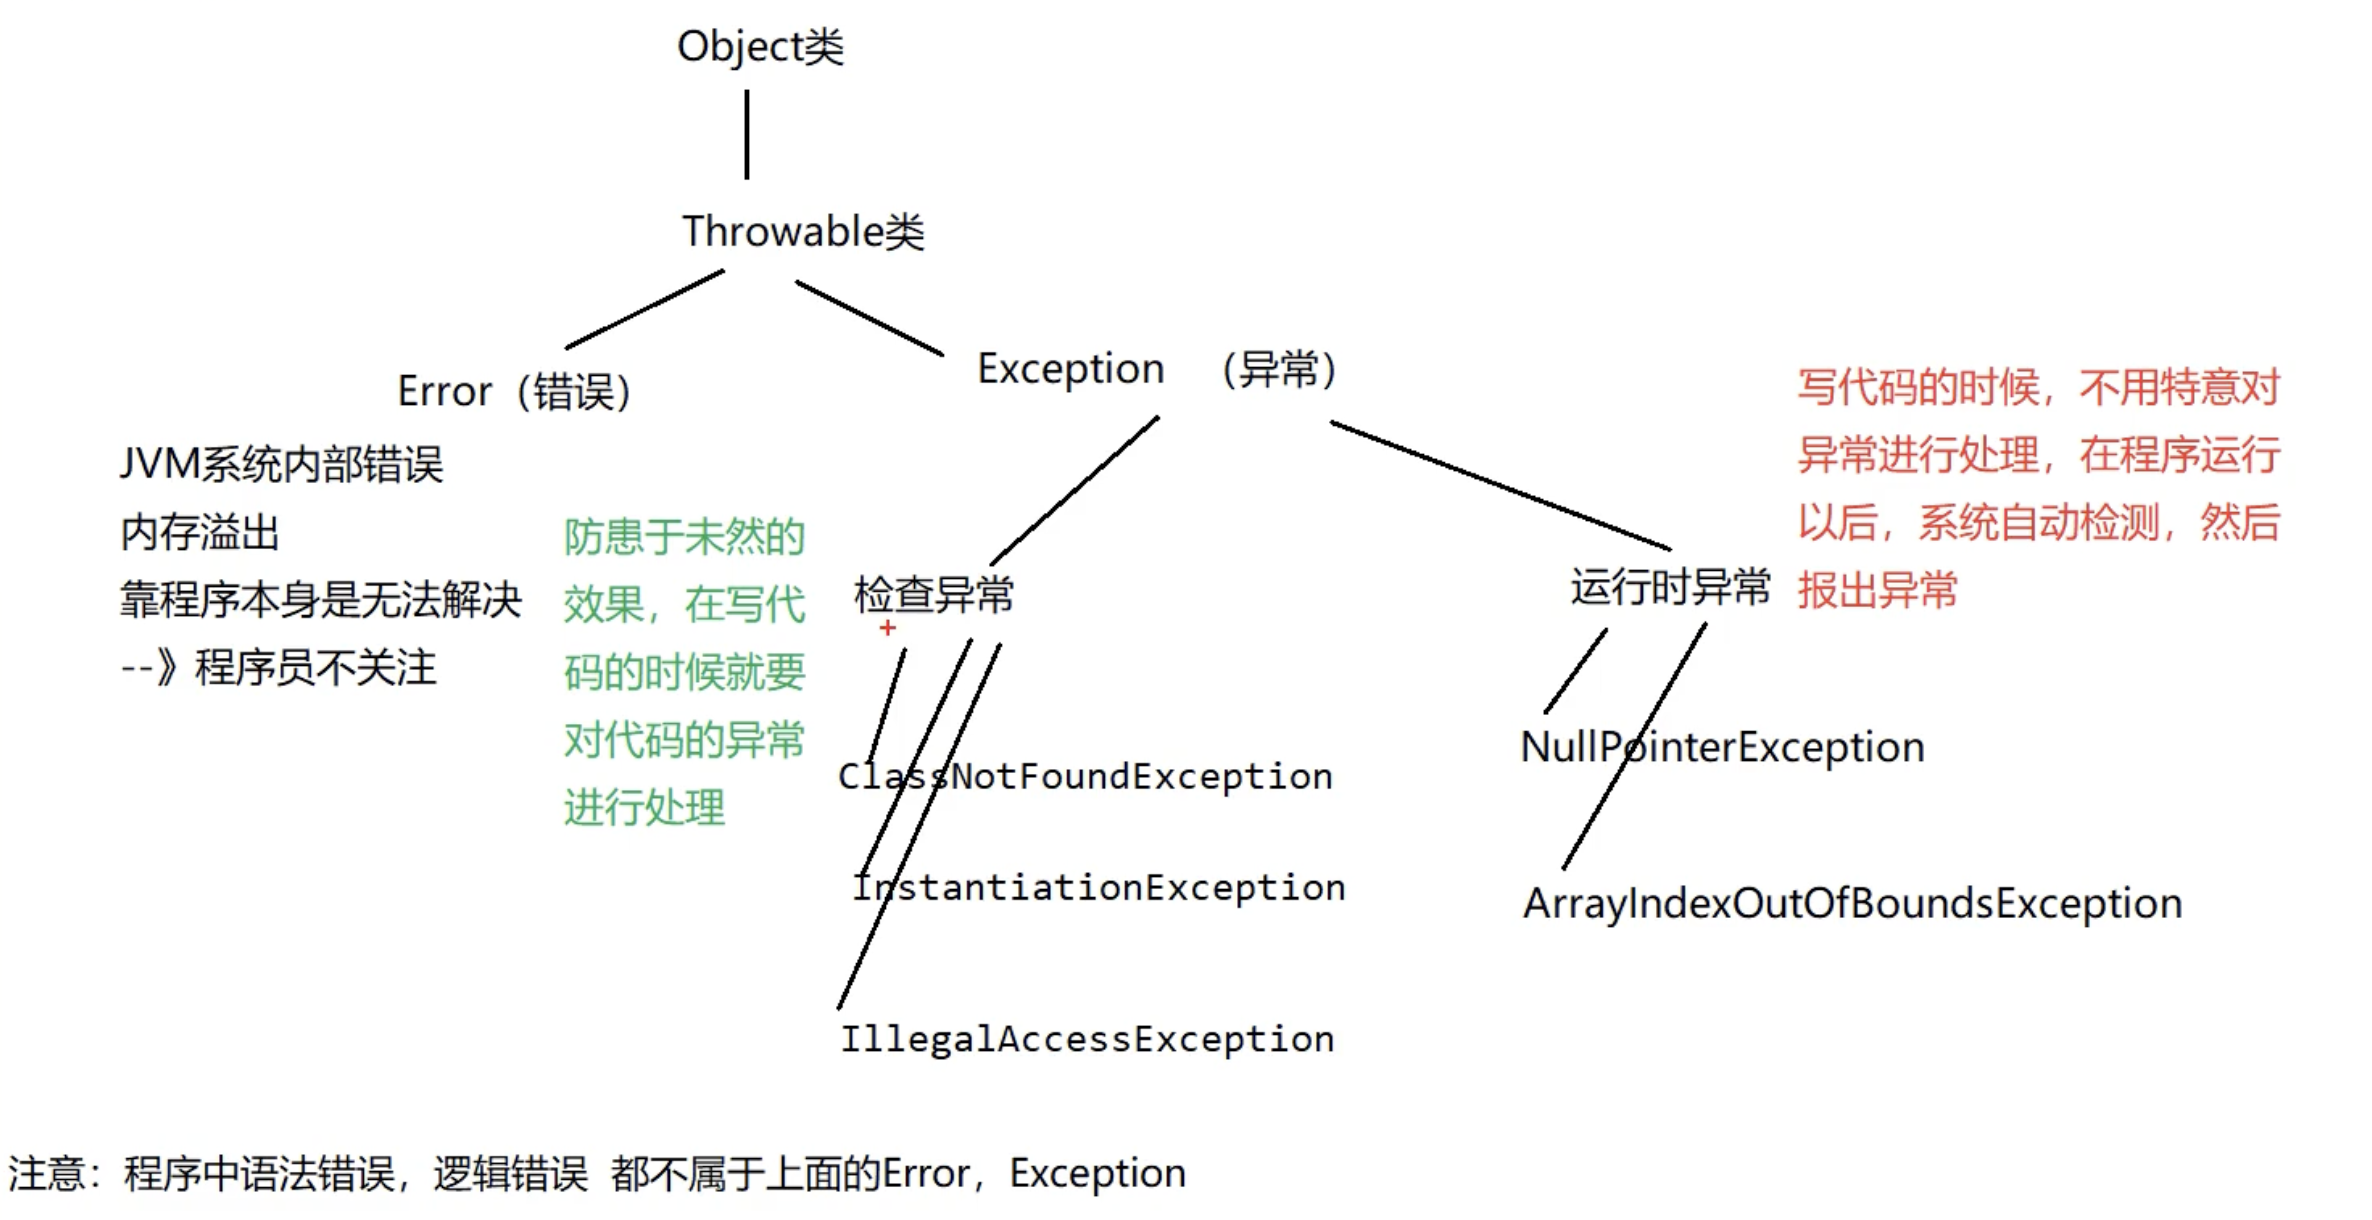 Object类
Throwable类
Error（错误）
Exception （异常）
JVM系统内部错误
内存溢出
靠程序本身是无法解决
--》程序员不关注
防患于未然的
效果，在写代
码的时候就要
对代码的异常
进行处理
检查异常
ClassNotFoundException
InstantiationException
IllegalAccessException
运行时异常
写代码的时候，不用特意对
异常进行处理，在程序运行
以后，系统自动检测，然后
报出异常
NullPointerException
ArrayIndexOutOfBoundsException
注意：程序中语法错误，逻辑错误 都不属于上面的Error，Exception